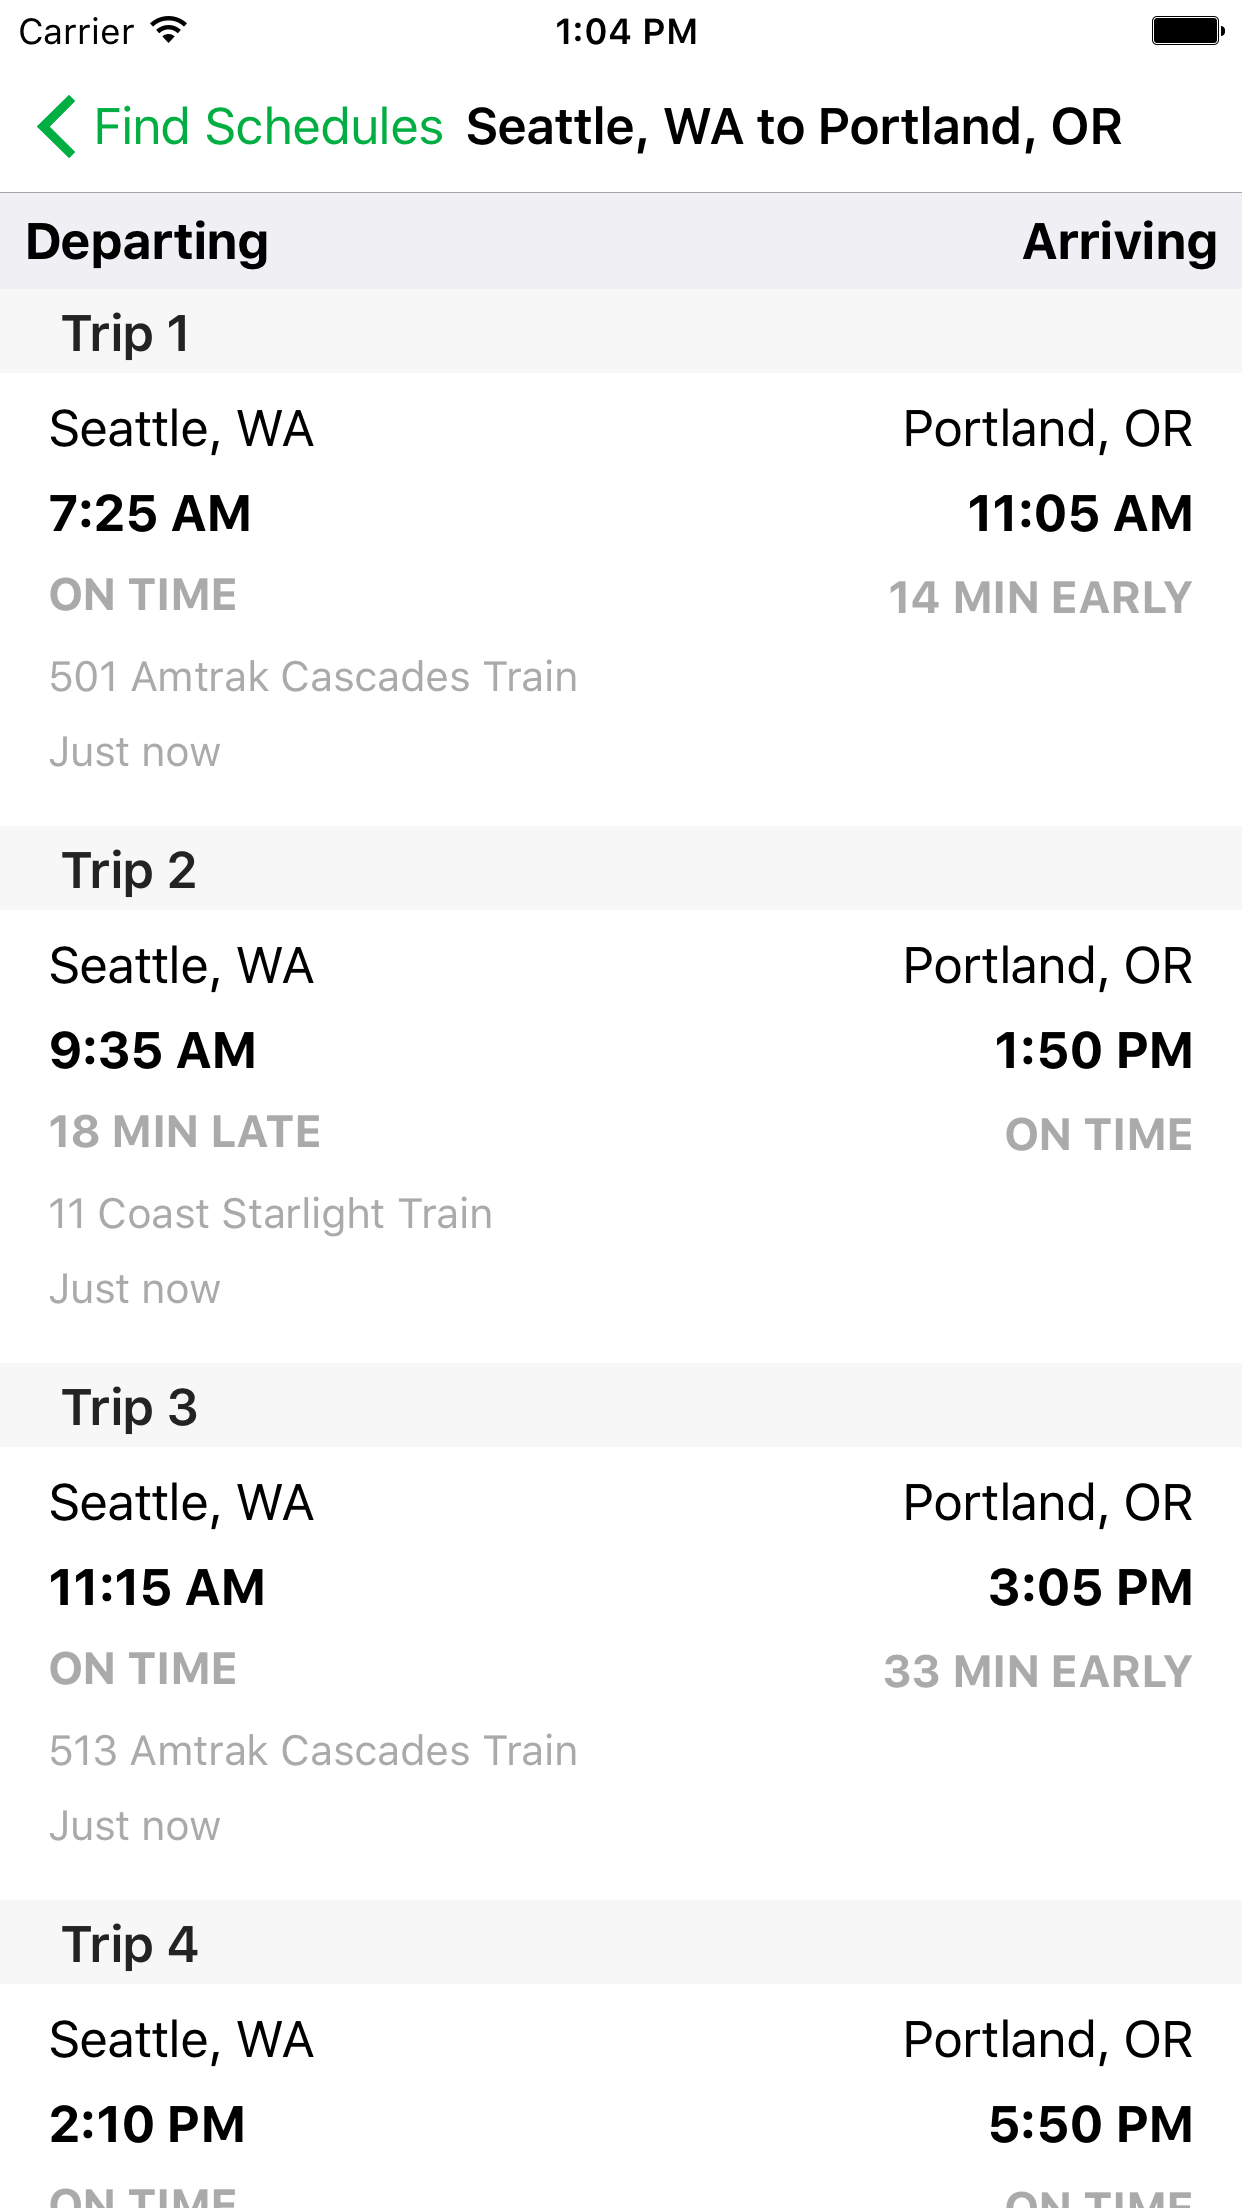 Carrier 1:04 PM
Find Schedules Seattle, WA to Portland, OR
Departing Arriving
Trip 1
Seattle, WA Portland, OR
7:25 AM 11:05 AM
ON TIME 14 MIN EARLY
501 Amtrak Cascades Train
Just now
Trip 2
Seattle, WA Portland, OR
9:35 AM 1:50 PM
18 MIN LATE ON TIME
11 Coast Starlight Train
Just now
Trip 3
Seattle, WA Portland, OR
11:15 AM 3:05 PM
ON TIME 33 MIN EARLY
513 Amtrak Cascades Train
Just now
Trip 4
Seattle, WA Portland, OR
2:10 PM 5:50 PM
ON TIME ON TIME